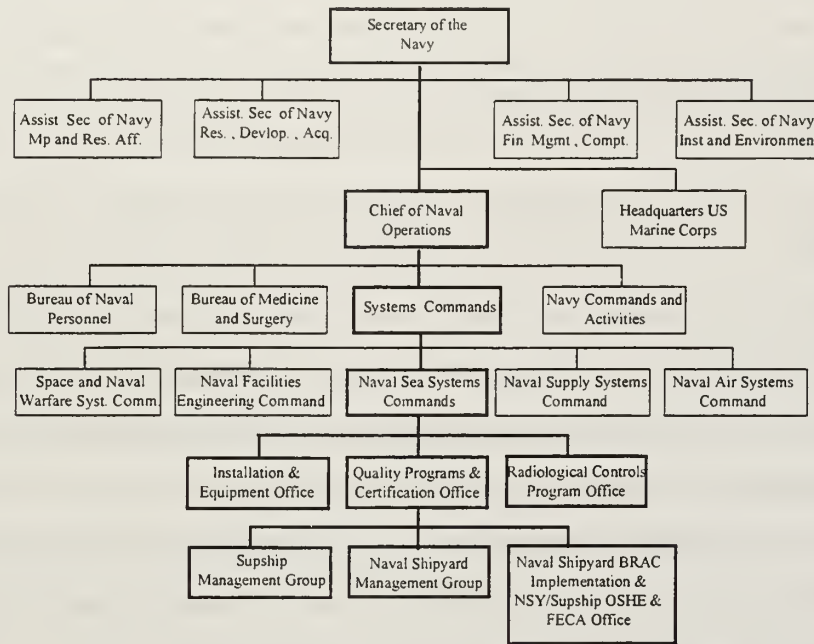 Secretary of the
Navy
Assist Sec of Navy
Mp and Res. Aff.
Assist. Sec of Navy
Res. , Devlop. , Acq.
Assist. Sec. of Navy
Fin Mgmt , Compt.
Assist. Sec. of Navy
Inst and Environmen
Chief of Naval
Operations
Headquarters US
Marine Corps
Bureau of Naval
Personnel
Bureau of Medicine
and Surgery
Systems Commands
Navy Commands and
Activities
Space and Naval
Warfare Syst. Comm.
Naval Facilities
Engineering Command
Naval Sea Systems
Commands
Naval Supply Systems
Command
Naval Air Systems
Command
Installation &
Equipment Office
Quality Programs &
Certification Office
Radiological Controls
Program Office
Supship
Management Group
Naval Shipyard
Management Group
Naval Shipyard BRAC
Implementation &
NSY/Supship OSHE &
FECA Office